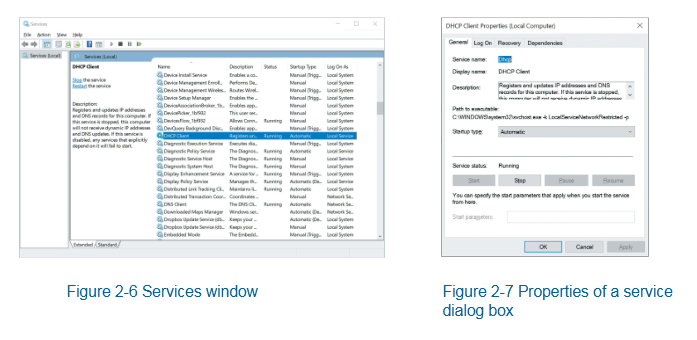 Services
File Action View Help
Services (Local)
Services (Local)
DHCP Client
Stop the service
Restart the service
Description:
Registers and updates IP addresses
and DNS records for this computer. If
this service is stopped, this computer
will not receive dynamic IP addresses
and DNS updates. If this service is
disabled, any services that explicitly
depend on it will fail to start.
Name Description Status Startup Type Log On As
Device Install Service Enables a co... Manual (Trigg... Local System
Device Management Enroll... Performs De... Manual Local System
Device Management Wireles... Router Wirel... Manual (Trigg... Local System
Device Setup Manager Enables the ... Manual (Trigg... Local System
DeviceAssociationBroker_1b... Enables app... Manual Local System
DevicePicker_1bf932 This user ser... Manual Local System
DevicesFlow_1bf932 Allows Conn... Running Manual Local System
DevQuery Background Disc... Enables app... Manual (Trigg... Local System
DHCP Client Registers an... Running Automatic Local Service
Diagnostic Execution Service Executes dia... Manual (Trigg... Local System
Diagnostic Policy Service The Diagnos... Running Automatic Local Service
Diagnostic Service Host The Diagnos... Running Manual Local Service
Diagnostic System Host The Diagnos... Running Manual Local System
Display Enhancement Service A service for ... Running Manual (Trigg... Local System
Display Policy Service Manages th... Running Automatic (De... Local Service
Distributed Link Tracking Cli... Maintains li... Running Automatic Local System
Distributed Transaction Coor... Coordinates ... Manual Network Se...
DNS Client The DNS Cli... Running Automatic (Trig... Network Se...
Downloaded Maps Manager Windows ser... Automatic (De... Network Se...
Dropbox Update Service (db... Keeps your ... Automatic (De... Local System
Dropbox Update Service (db... Keeps your ... Manual Local System
Embedded Mode The Embedd... Manual (Trigg... Local System
Extended Standard
Figure 2-6 Services window
DHCP Client Properties (Local Computer)
General Log On Recovery Dependencies
Service name: Dhcp
Display name: DHCP Client
Description: Registers and updates IP addresses and DNS
records for this computer. If this service is stopped,
this computer will not receive dynamic IP addresses
Path to executable:
C:\WINDOWS\system32\svchost.exe -k LocalServiceNetworkRestricted -p
Startup type: Automatic
Service status: Running
Start Stop Pause Resume
You can specify the start parameters that apply when you start the service
from here.
Start parameters:
OK Cancel Apply
Figure 2-7 Properties of a service
dialog box